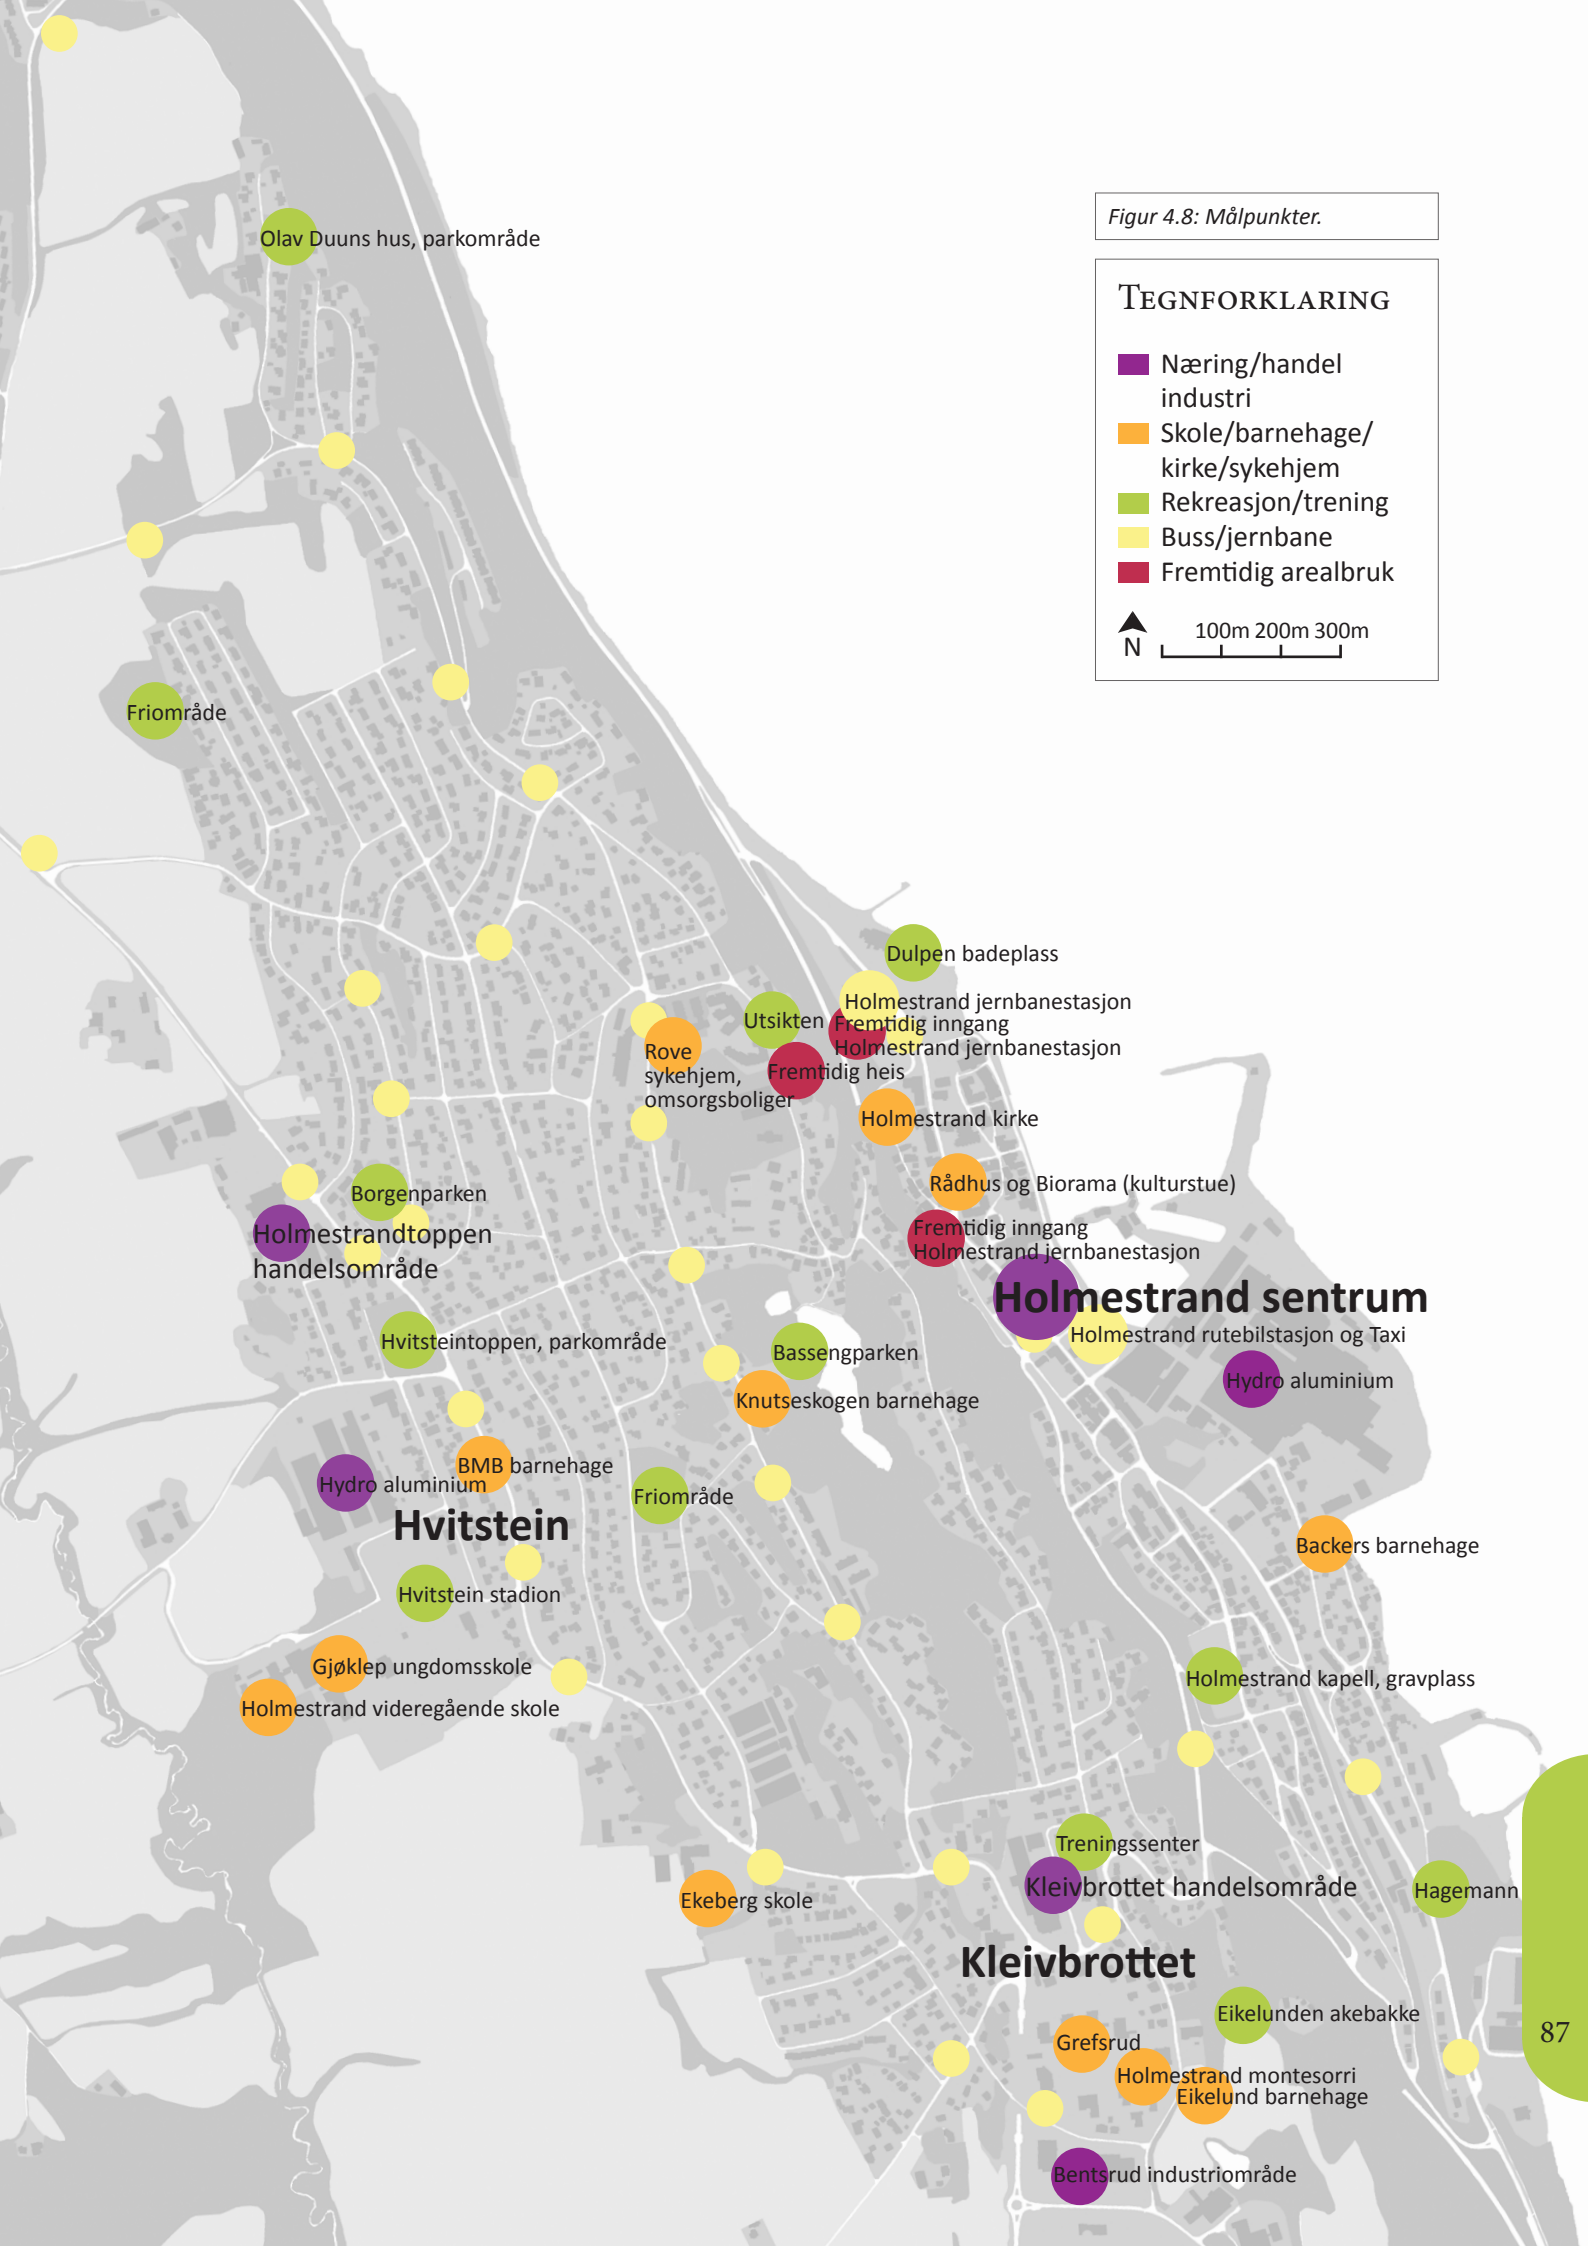 Olav Duuns hus, parkområde
Figur 4.8: Målpunkter.
TEGNFORKLARING
Næring/handel
industri
Skole/barnehage/
kirke/sykehjem
Rekreasjon/trening
Buss/jernbane
Fremtidig arealbruk
N
100m 200m 300m
Friområde
Dulpen badeplass
Holmestrand jernbanestasjon
Utsikten
Fremtidig inngang
Holmestrand jernbanestasjon
Rove
sykehjem,
omsorgsboliger
Fremtidig heis
Holmestrand kirke
Rådhus og Biorama (kulturstue)
Borgenparken
Holmestrandtoppen
handelsområde
Fremtidig inngang
Holmestrand jernbanestasjon
Holmestrand sentrum
Holmestrand rutebilstasjon og Taxi
Hvitsteintoppen, parkområde
Bassengparken
Hydro aluminium
Knutseskogen barnehage
BMB barnehage
Hydro aluminium
Friområde
Hvitstein
Backers barnehage
Hvitstein stadion
Gjøklep ungdomsskole
Holmestrand videregående skole
Holmestrand kapell, gravplass
Treningssenter
Kleivbrottet handelsområde
Hagemann
Ekeberg skole
Kleivbrottet
Eikelunden akebakke
87
Grefsrud
Holmestrand montesorri
Eikelund barnehage
Bentsrud industriområde